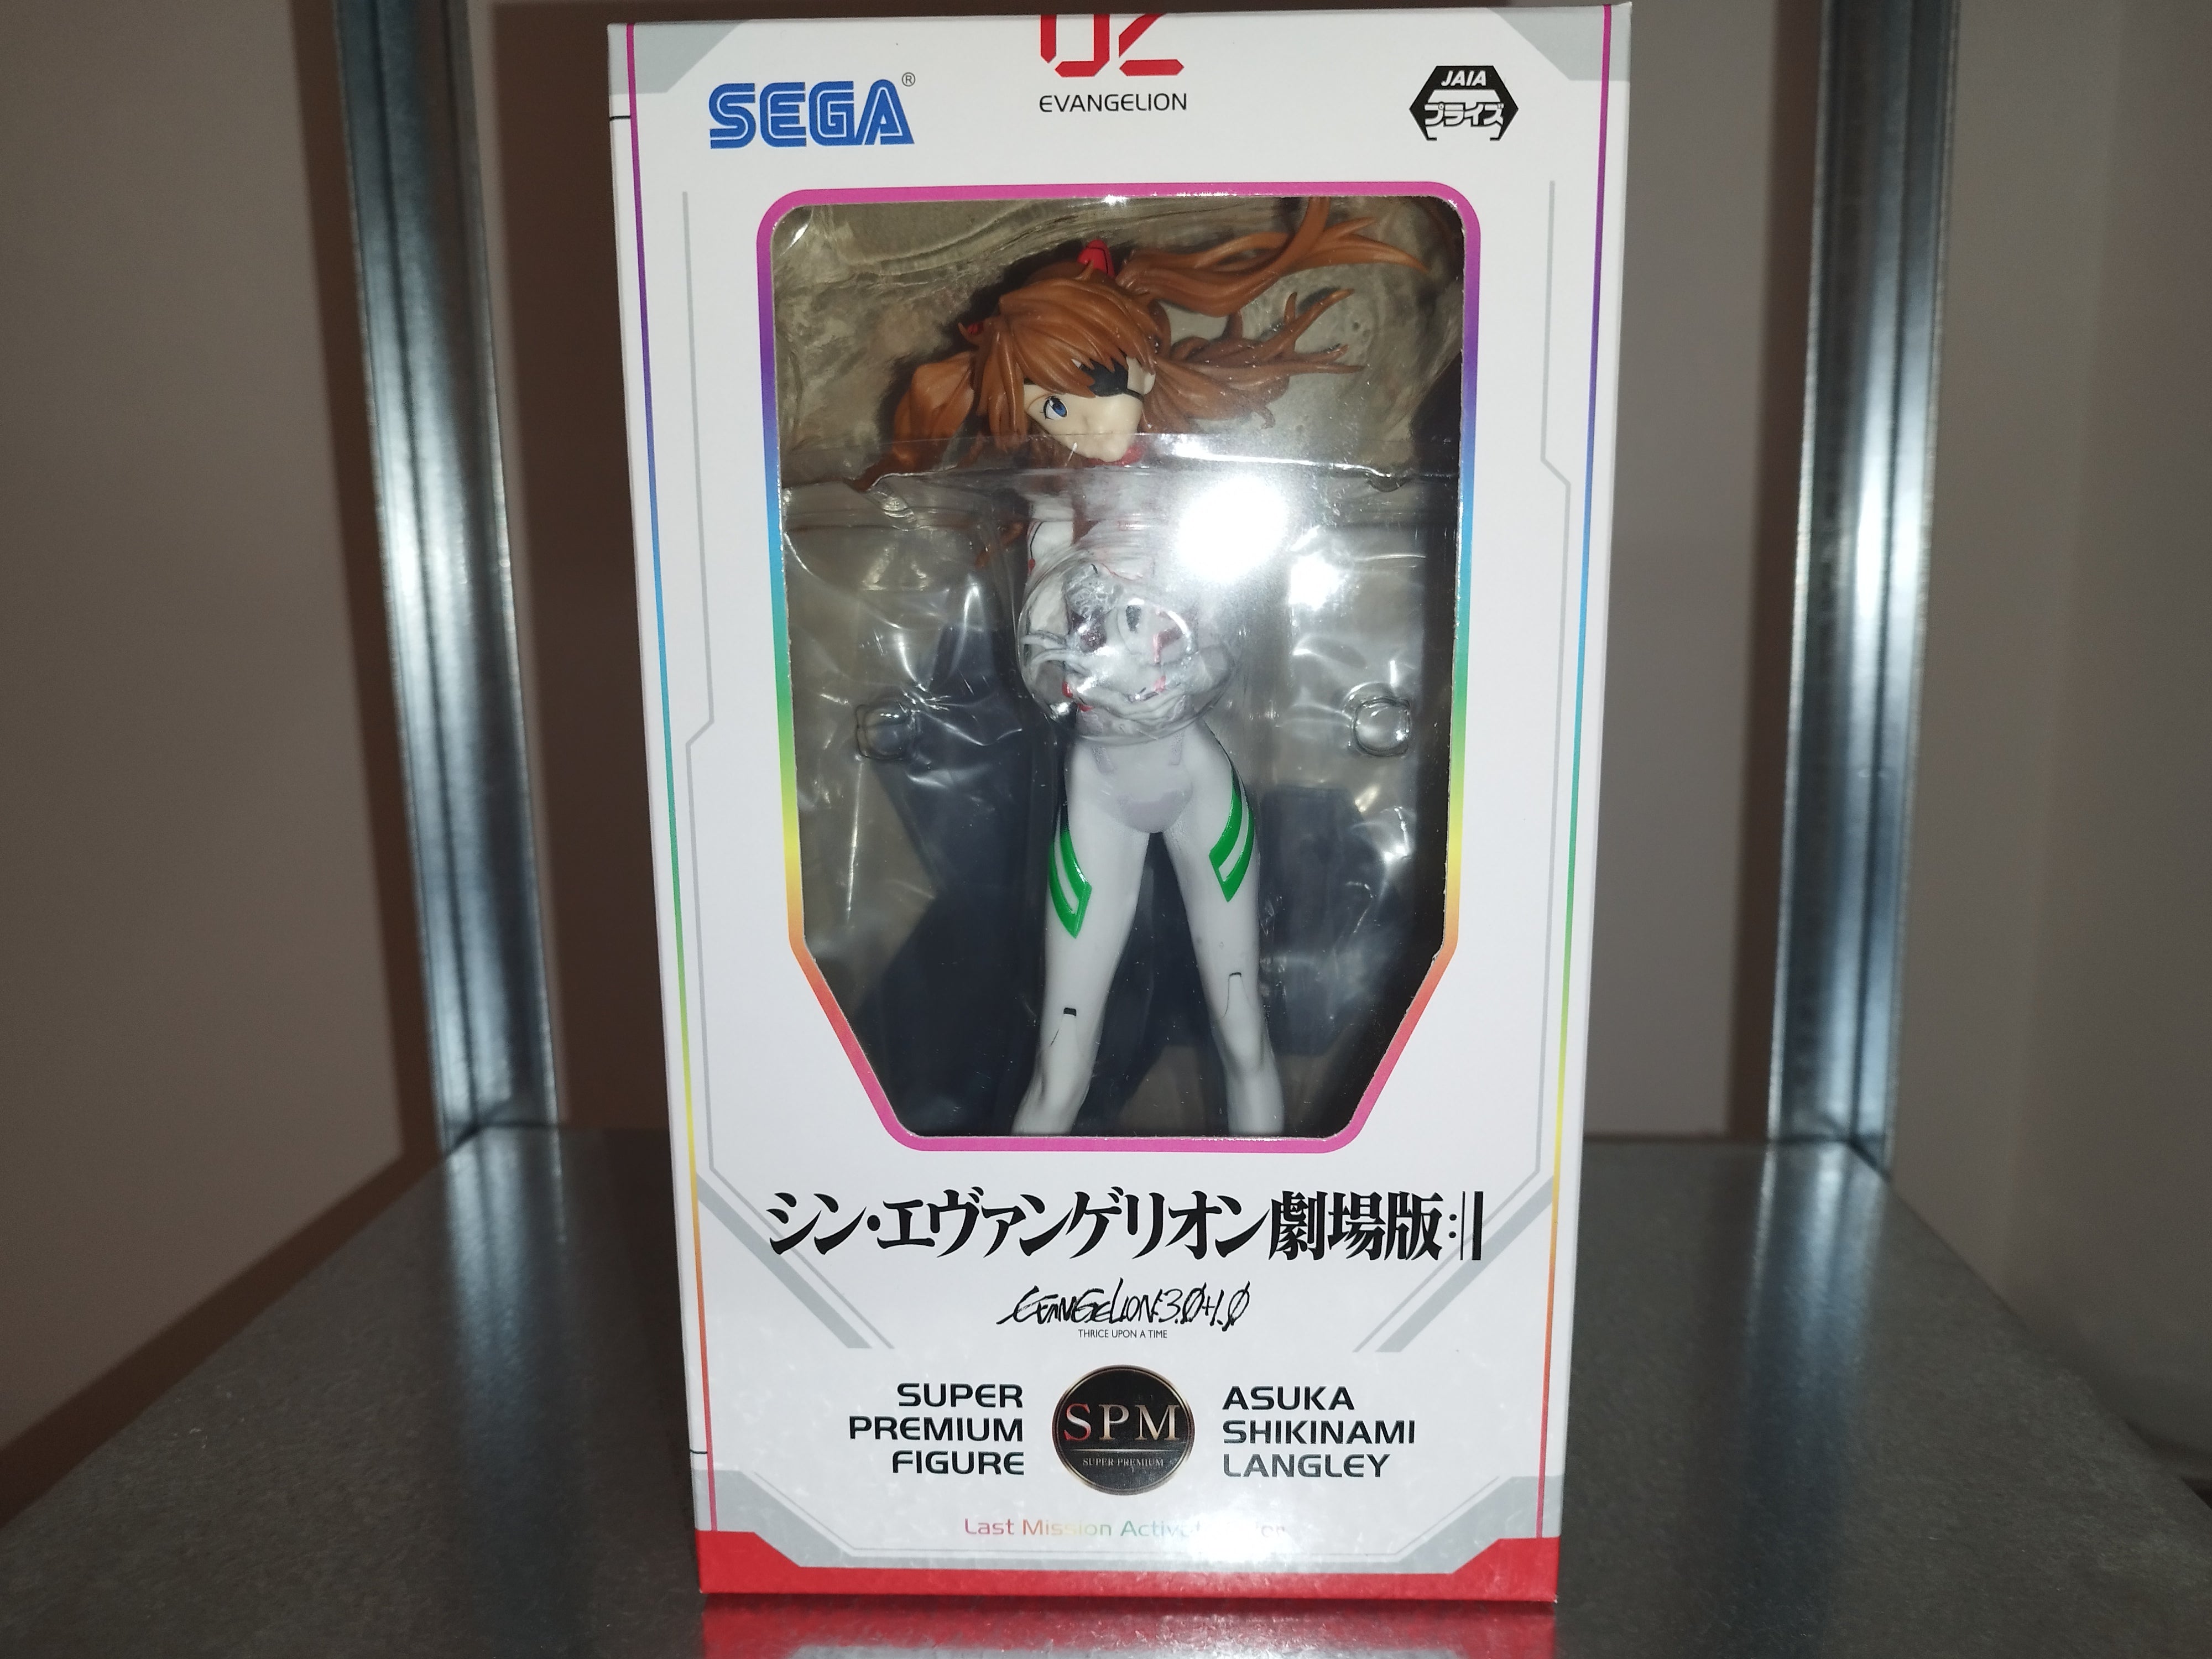 02
EVANGELION
SEGA®
JAIA
プライズ
シン・エヴァンゲリオン劇場版:||
EVANGELION:3.0+1.0
THRICE UPON A TIME
SUPER
PREMIUM
FIGURE
SPM
SUPER PREMIUM
ASUKA
SHIKINAMI
LANGLEY
Last Mission